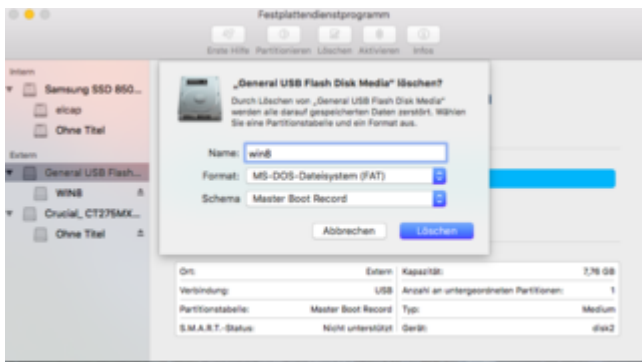 Festplattendienstprogramm
Erste Hilfe Partitionieren Löschen Aktivieren Infos
Intern
Samsung SSD 850...
elcap
Ohne Titel
Extern
General USB Flash...
WIN8
Crucial_CT275MX...
Ohne Titel
„General USB Flash Disk Media“ löschen?
Durch Löschen von „General USB Flash Disk Media“
werden alle darauf gespeicherten Daten zerstört. Wählen
Sie eine Partitionstabelle und ein Format aus.
Name: win8
Format: MS-DOS-Dateisystem (FAT)
Schema Master Boot Record
Abbrechen Löschen
Ort: Extern Kapazität: 7,76 GB
Verbindung: USB Anzahl an untergeordneten Partitionen: 1
Partitionstabelle: Master Boot Record Typ: Medium
S.M.A.R.T.-Status: Nicht unterstützt Gerät: disk2